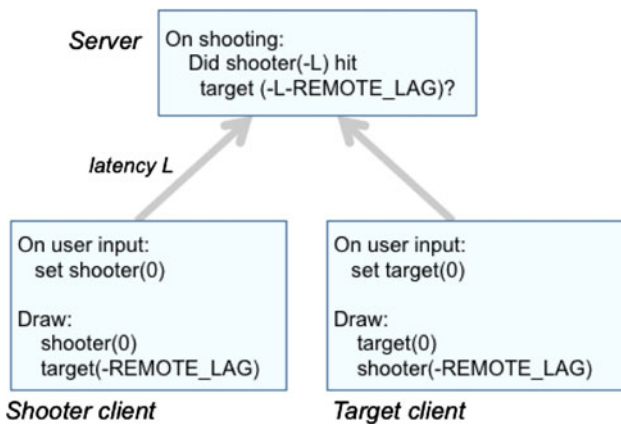 Server
On shooting:
Did shooter(-L) hit
target (-L-REMOTE_LAG)?
latency L
On user input:
set shooter(0)
Draw:
shooter(0)
target(-REMOTE_LAG)
Shooter client
On user input:
set target(0)
Draw:
target(0)
shooter(-REMOTE_LAG)
Target client